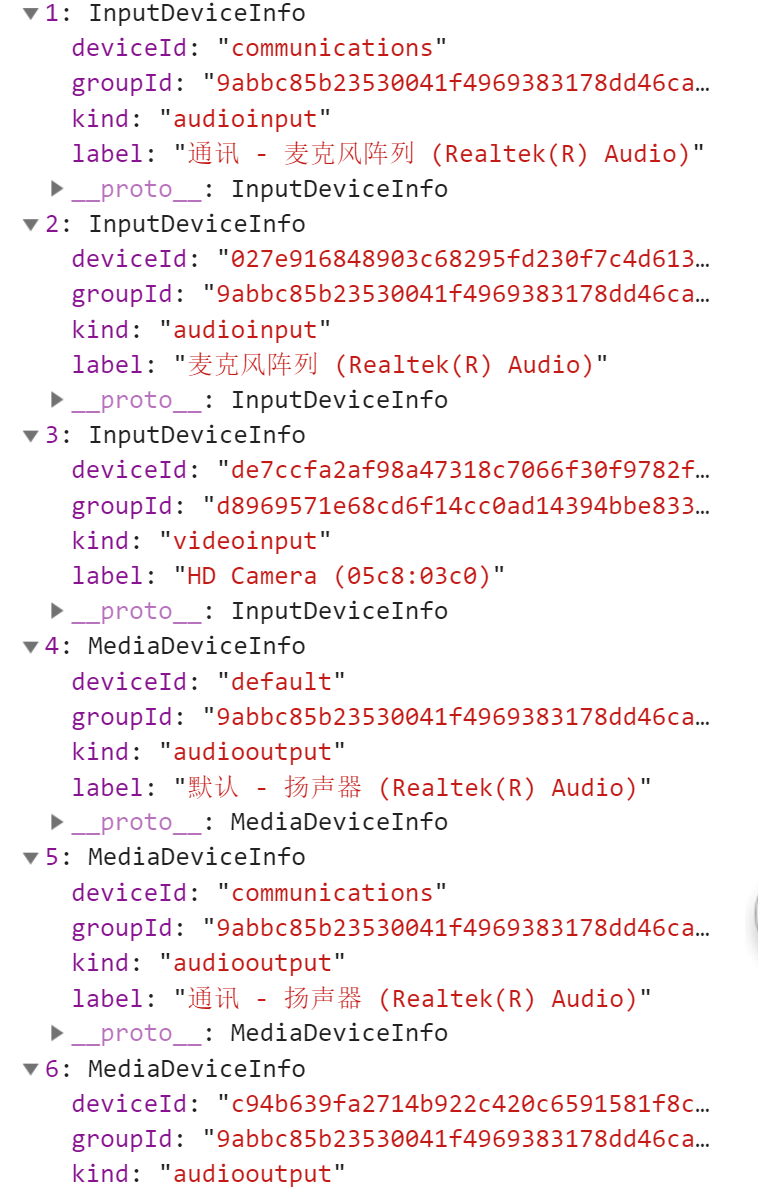 ▼1: InputDeviceInfo
deviceId: "communications"
groupId: "9abbc85b23530041f4969383178dd46ca…
kind: "audioinput"
label: "通讯 - 麦克风阵列 (Realtek(R) Audio)"
▶__proto__: InputDeviceInfo
▼2: InputDeviceInfo
deviceId: "027e916848903c68295fd230f7c4d613…
groupId: "9abbc85b23530041f4969383178dd46ca…
kind: "audioinput"
label: "麦克风阵列 (Realtek(R) Audio)"
▶__proto__: InputDeviceInfo
▼3: InputDeviceInfo
deviceId: "de7ccfa2af98a47318c7066f30f9782f…
groupId: "d8969571e68cd6f14cc0ad14394bbe833…
kind: "videoinput"
label: "HD Camera (05c8:03c0)"
▶__proto__: InputDeviceInfo
▼4: MediaDeviceInfo
deviceId: "default"
groupId: "9abbc85b23530041f4969383178dd46ca…
kind: "audiooutput"
label: "默认 - 扬声器 (Realtek(R) Audio)"
▶__proto__: MediaDeviceInfo
▼5: MediaDeviceInfo
deviceId: "communications"
groupId: "9abbc85b23530041f4969383178dd46ca…
kind: "audiooutput"
label: "通讯 - 扬声器 (Realtek(R) Audio)"
▶__proto__: MediaDeviceInfo
▼6: MediaDeviceInfo
deviceId: "c94b639fa2714b922c420c6591581f8c…
groupId: "9abbc85b23530041f4969383178dd46ca…
kind: "audiooutput"